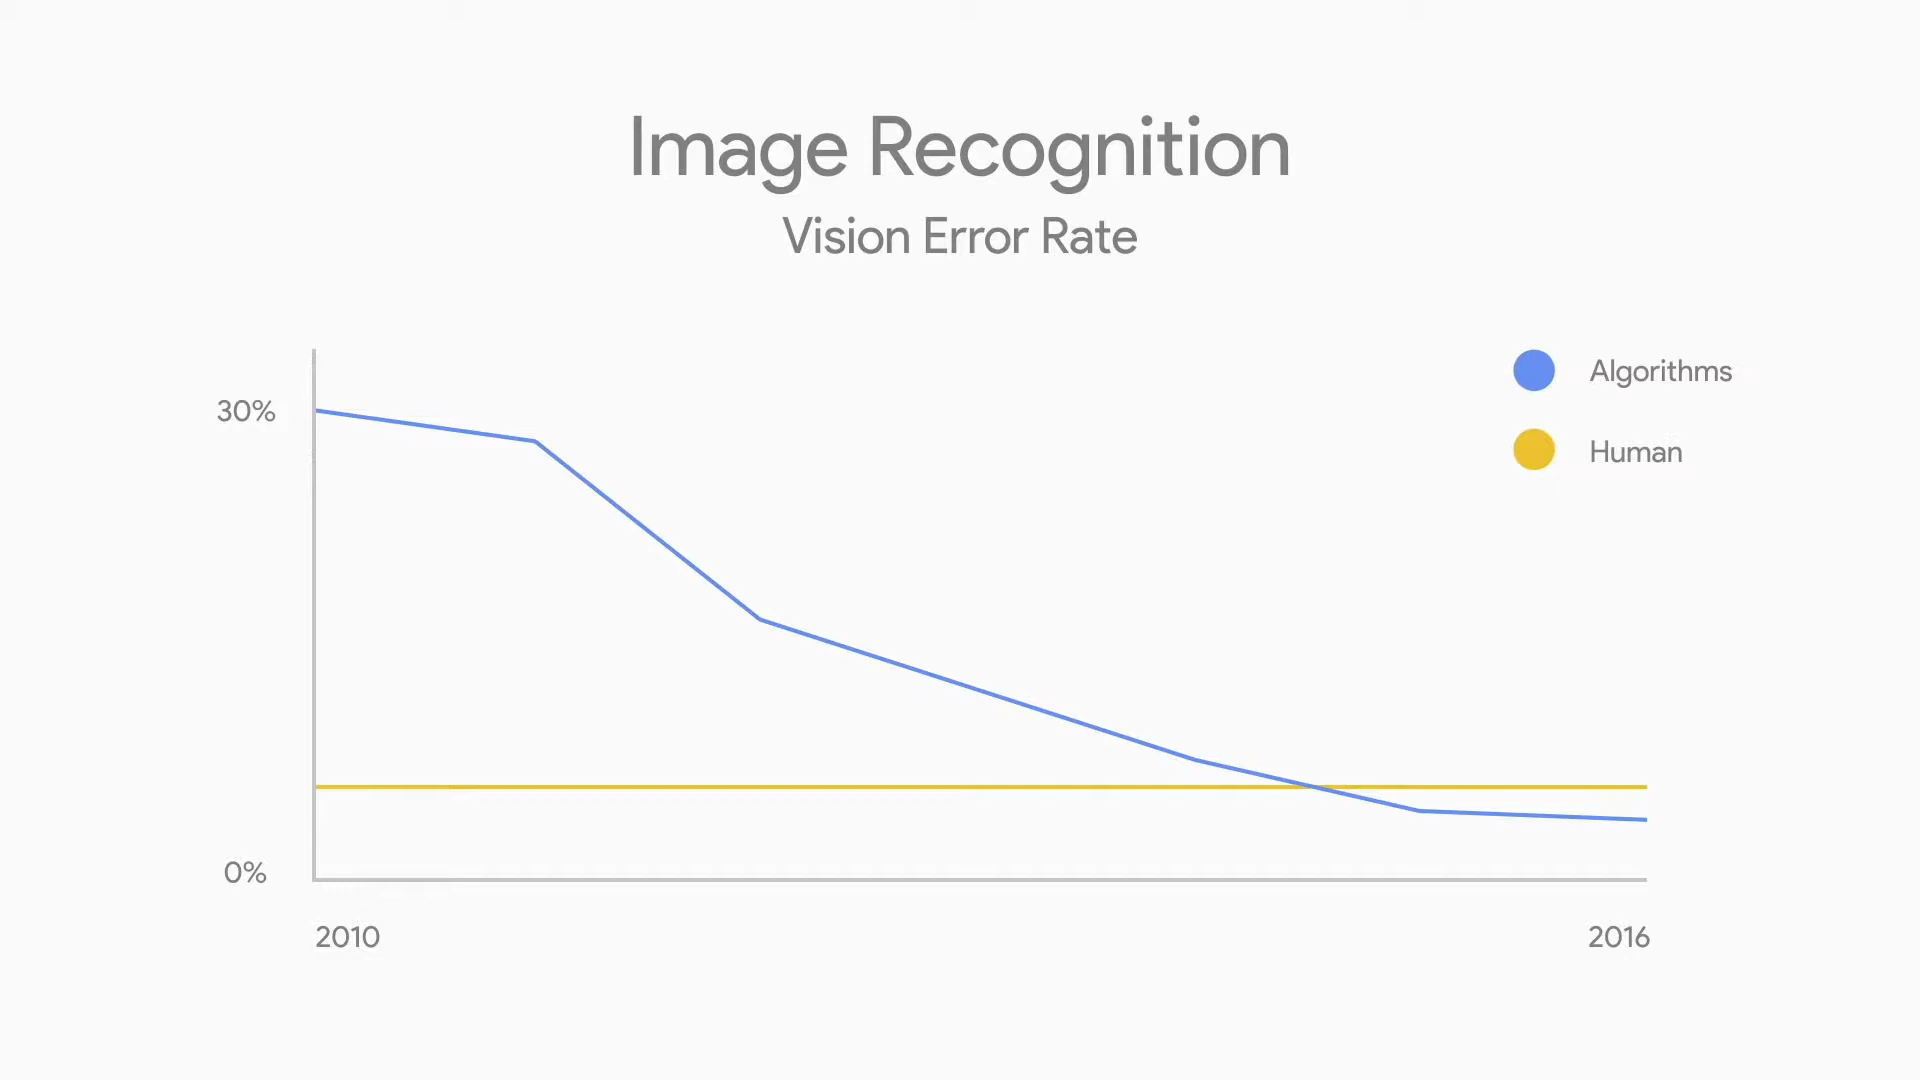 Image Recognition
Vision Error Rate
Algorithms
30%
Human
0%
2010
2016